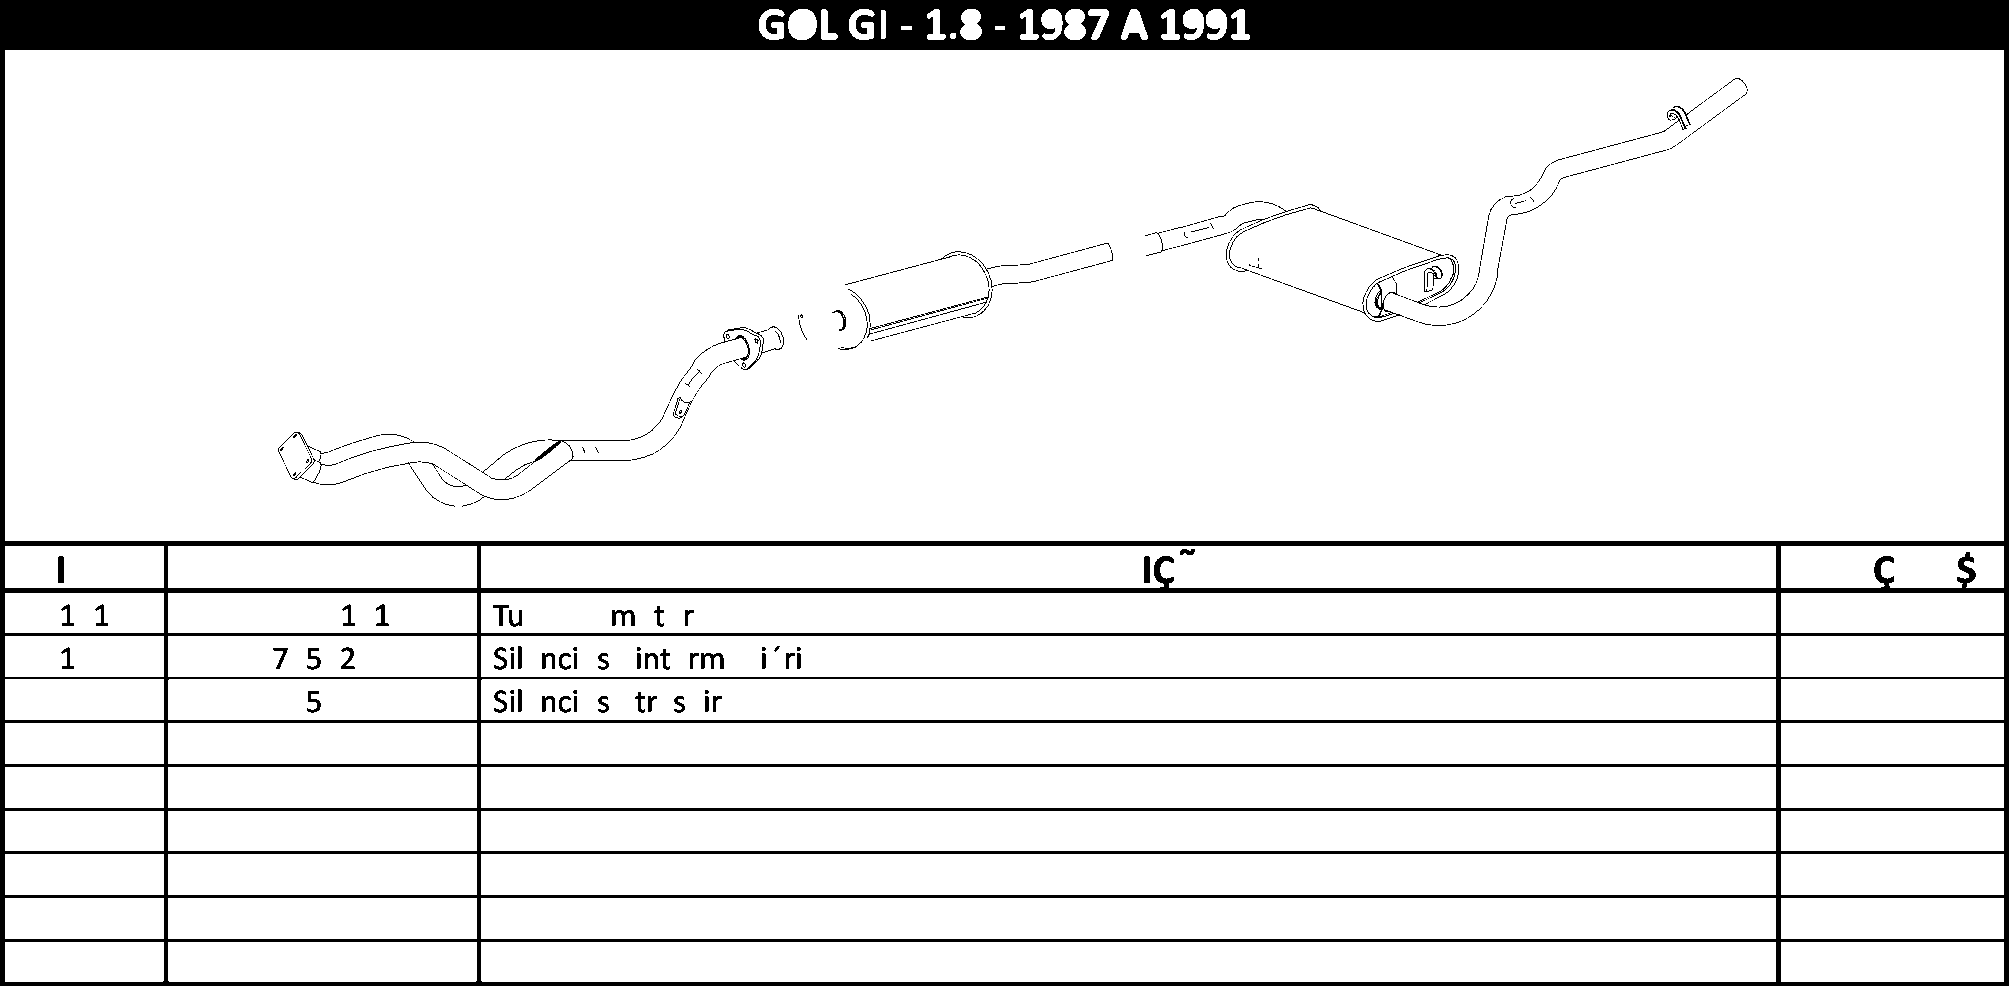 GOL GI - 1.8 - 1987 A 1991
I IÇ˜ Ç $
1 1 1 1 Tu m t r
1 7 5 2 Sil nci s int rm i´ri
5 Sil nci s tr s ir